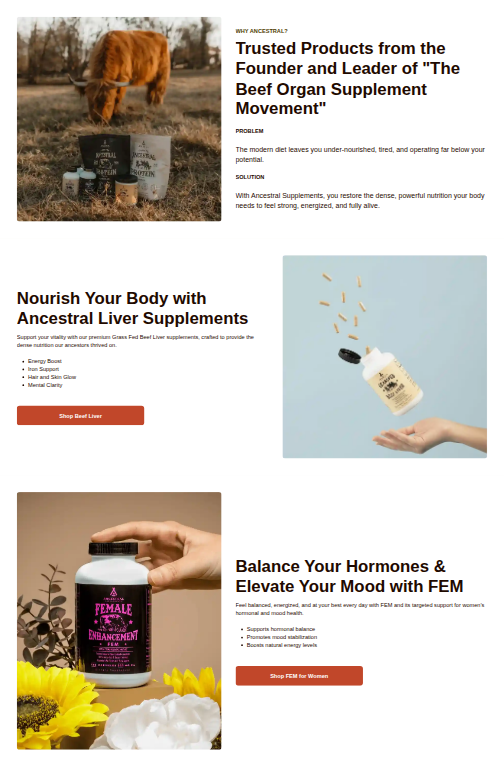 WHY ANCESTRAL?
Trusted Products from the
Founder and Leader of "The
Beef Organ Supplement
Movement"
PROBLEM
The modern diet leaves you under-nourished, tired, and operating far below your
potential.
SOLUTION
With Ancestral Supplements, you restore the dense, powerful nutrition your body
needs to feel strong, energized, and fully alive.
ANCESTRAL
PROTEIN
ANCESTRAL
PROTEIN
Nourish Your Body with
Ancestral Liver Supplements
Support your vitality with our premium Grass Fed Beef Liver supplements, crafted to provide the
dense nutrition our ancestors thrived on.
• Energy Boost
• Iron Support
• Hair and Skin Glow
• Mental Clarity
Shop Beef Liver
FEMALE
ENHANCEMENT
FEM
Balance Your Hormones &
Elevate Your Mood with FEM
Feel balanced, energized, and at your best every day with FEM and its targeted support for women's
hormonal and mood health.
• Supports hormonal balance
• Promotes mood stabilization
• Boosts natural energy levels
Shop FEM for Women